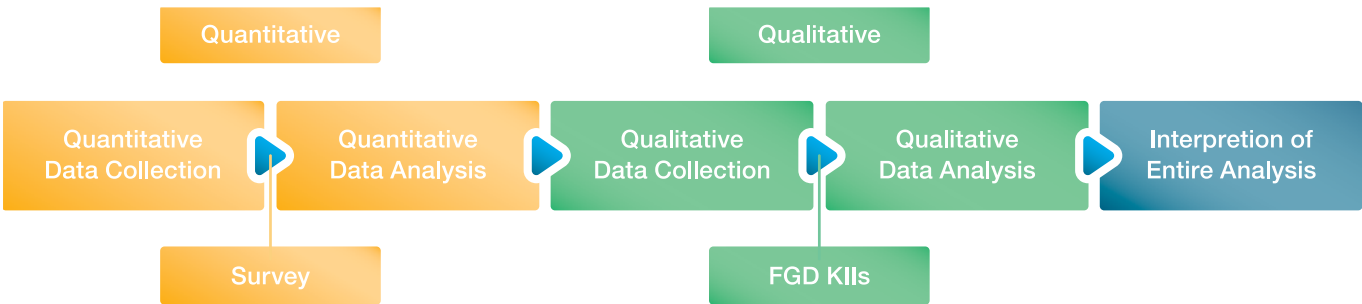 Quantitative
Qualitative
Quantitative
Data Collection
Quantitative
Data Analysis
Qualitative
Data Collection
Qualitative
Data Analysis
Interpretion of
Entire Analysis
Survey
FGD KIIs